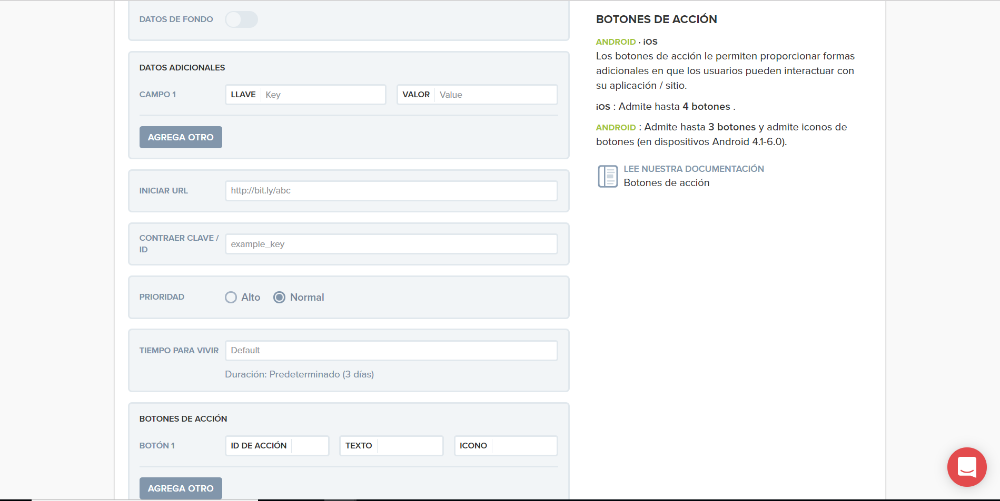 DATOS DE FONDO
DATOS ADICIONALES
CAMPO 1 LLAVE Key VALOR Value
AGREGA OTRO
INICIAR URL http://bit.ly/abc
CONTRAER CLAVE /
ID
example_key
PRIORIDAD Alto Normal
TIEMPO PARA VIVIR Default
Duración: Predeterminado (3 días)
BOTONES DE ACCIÓN
BOTÓN 1 ID DE ACCIÓN TEXTO ICONO
AGREGA OTRO
BOTONES DE ACCIÓN
ANDROID · iOS
Los botones de acción le permiten proporcionar formas
adicionales en que los usuarios pueden interactuar con
su aplicación / sitio.
iOS : Admite hasta 4 botones .
ANDROID : Admite hasta 3 botones y admite iconos de
botones (en dispositivos Android 4.1-6.0).
LEE NUESTRA DOCUMENTACIÓN
Botones de acción